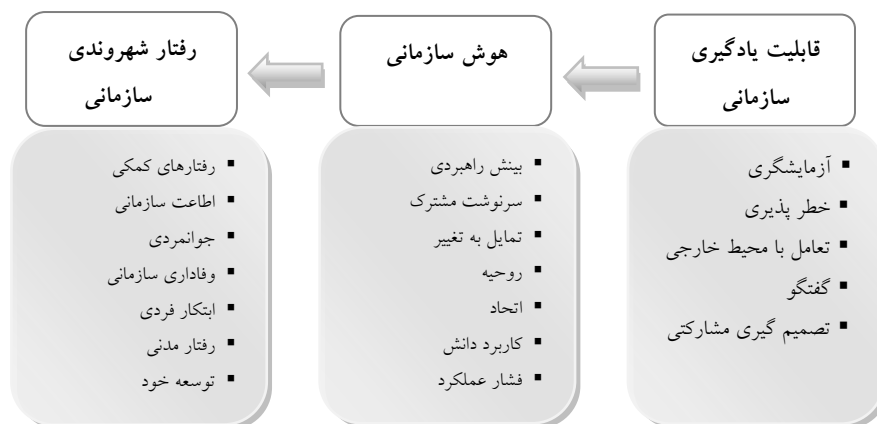 قابلیت یادگیری
سازمانی
آزمایشگری
خطر پذیری
تعامل با محیط خارجی
گفتگو
تصمیم گیری مشارکتی
هوش سازمانی
بینش راهبردی
سرنوشت مشترک
تمایل به تغییر
روحیه
اتحاد
کاربرد دانش
فشار عملکرد
رفتار شهروندی
سازمانی
رفتارهای کمکی
اطاعت سازمانی
جوانمردی
وفاداری سازمانی
ابتکار فردی
رفتار مدنی
توسعه خود